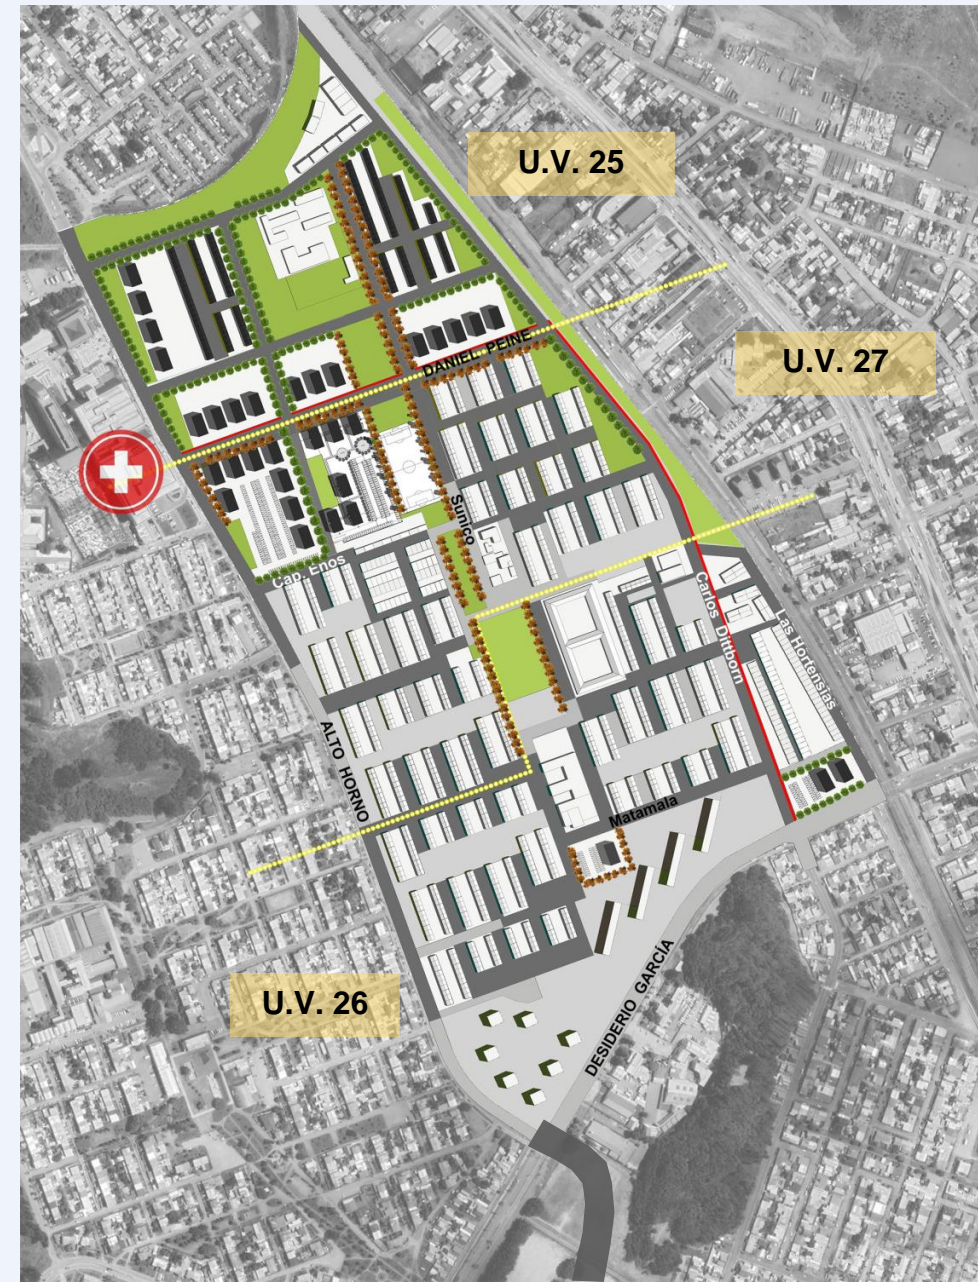 U.V. 25
U.V. 27
DANIEL PEINE
Sunico
Cap. Enos
Carlos Dittborn
Las Hortensias
ALTO HORNO
Matamala
U.V. 26
DESIDERIO GARCÍA